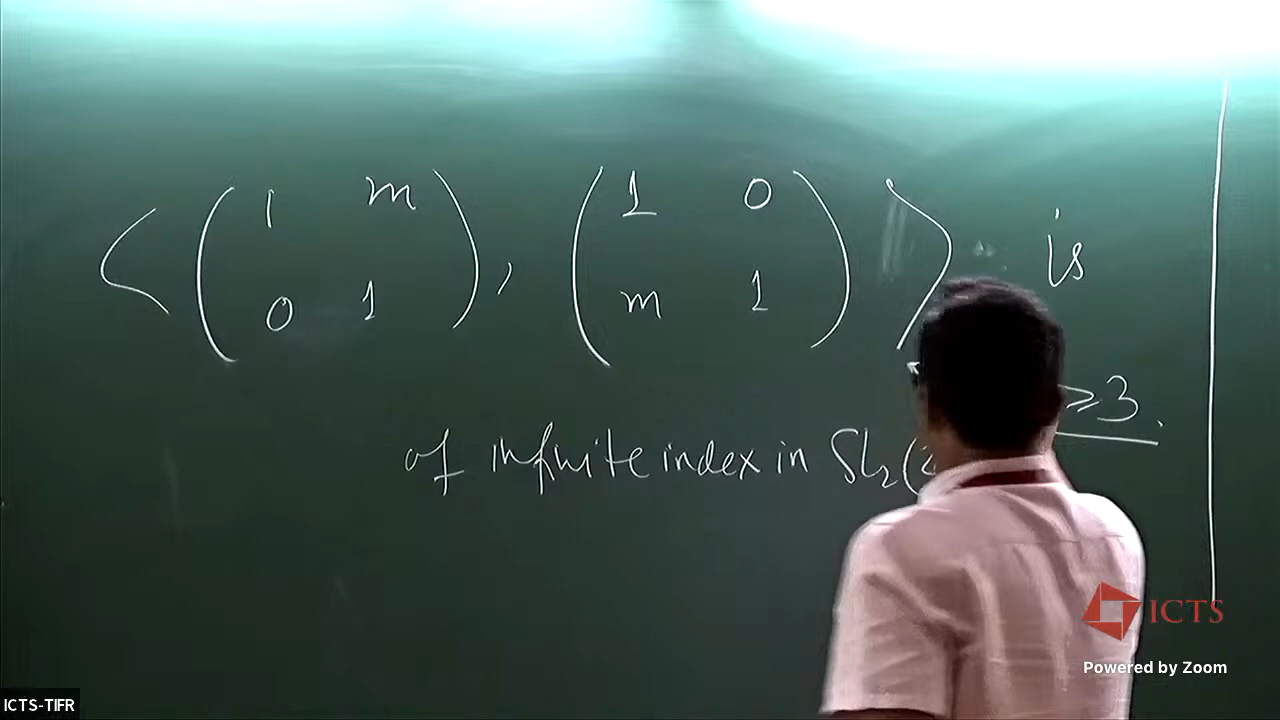 ⟨ ( 1 m , ( 1 0 ⟩ is
0 1 ) m 1 )
≥3.
of infinite index in SL₂(
ICTS
Powered by Zoom
ICTS-TIFR